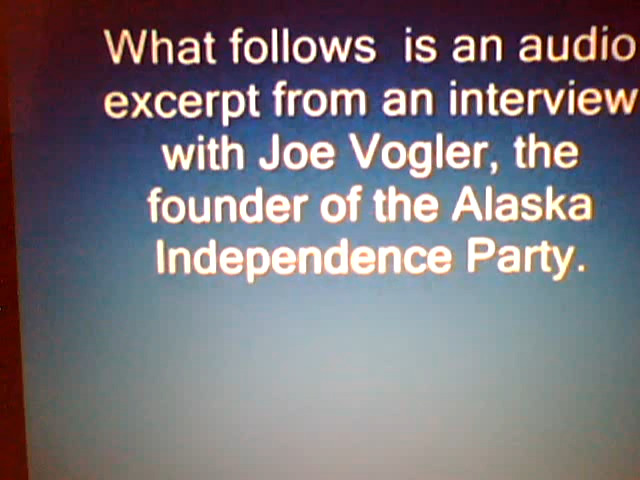 What follows is an audio
excerpt from an interview
with Joe Vogler, the
founder of the Alaska
Independence Party.